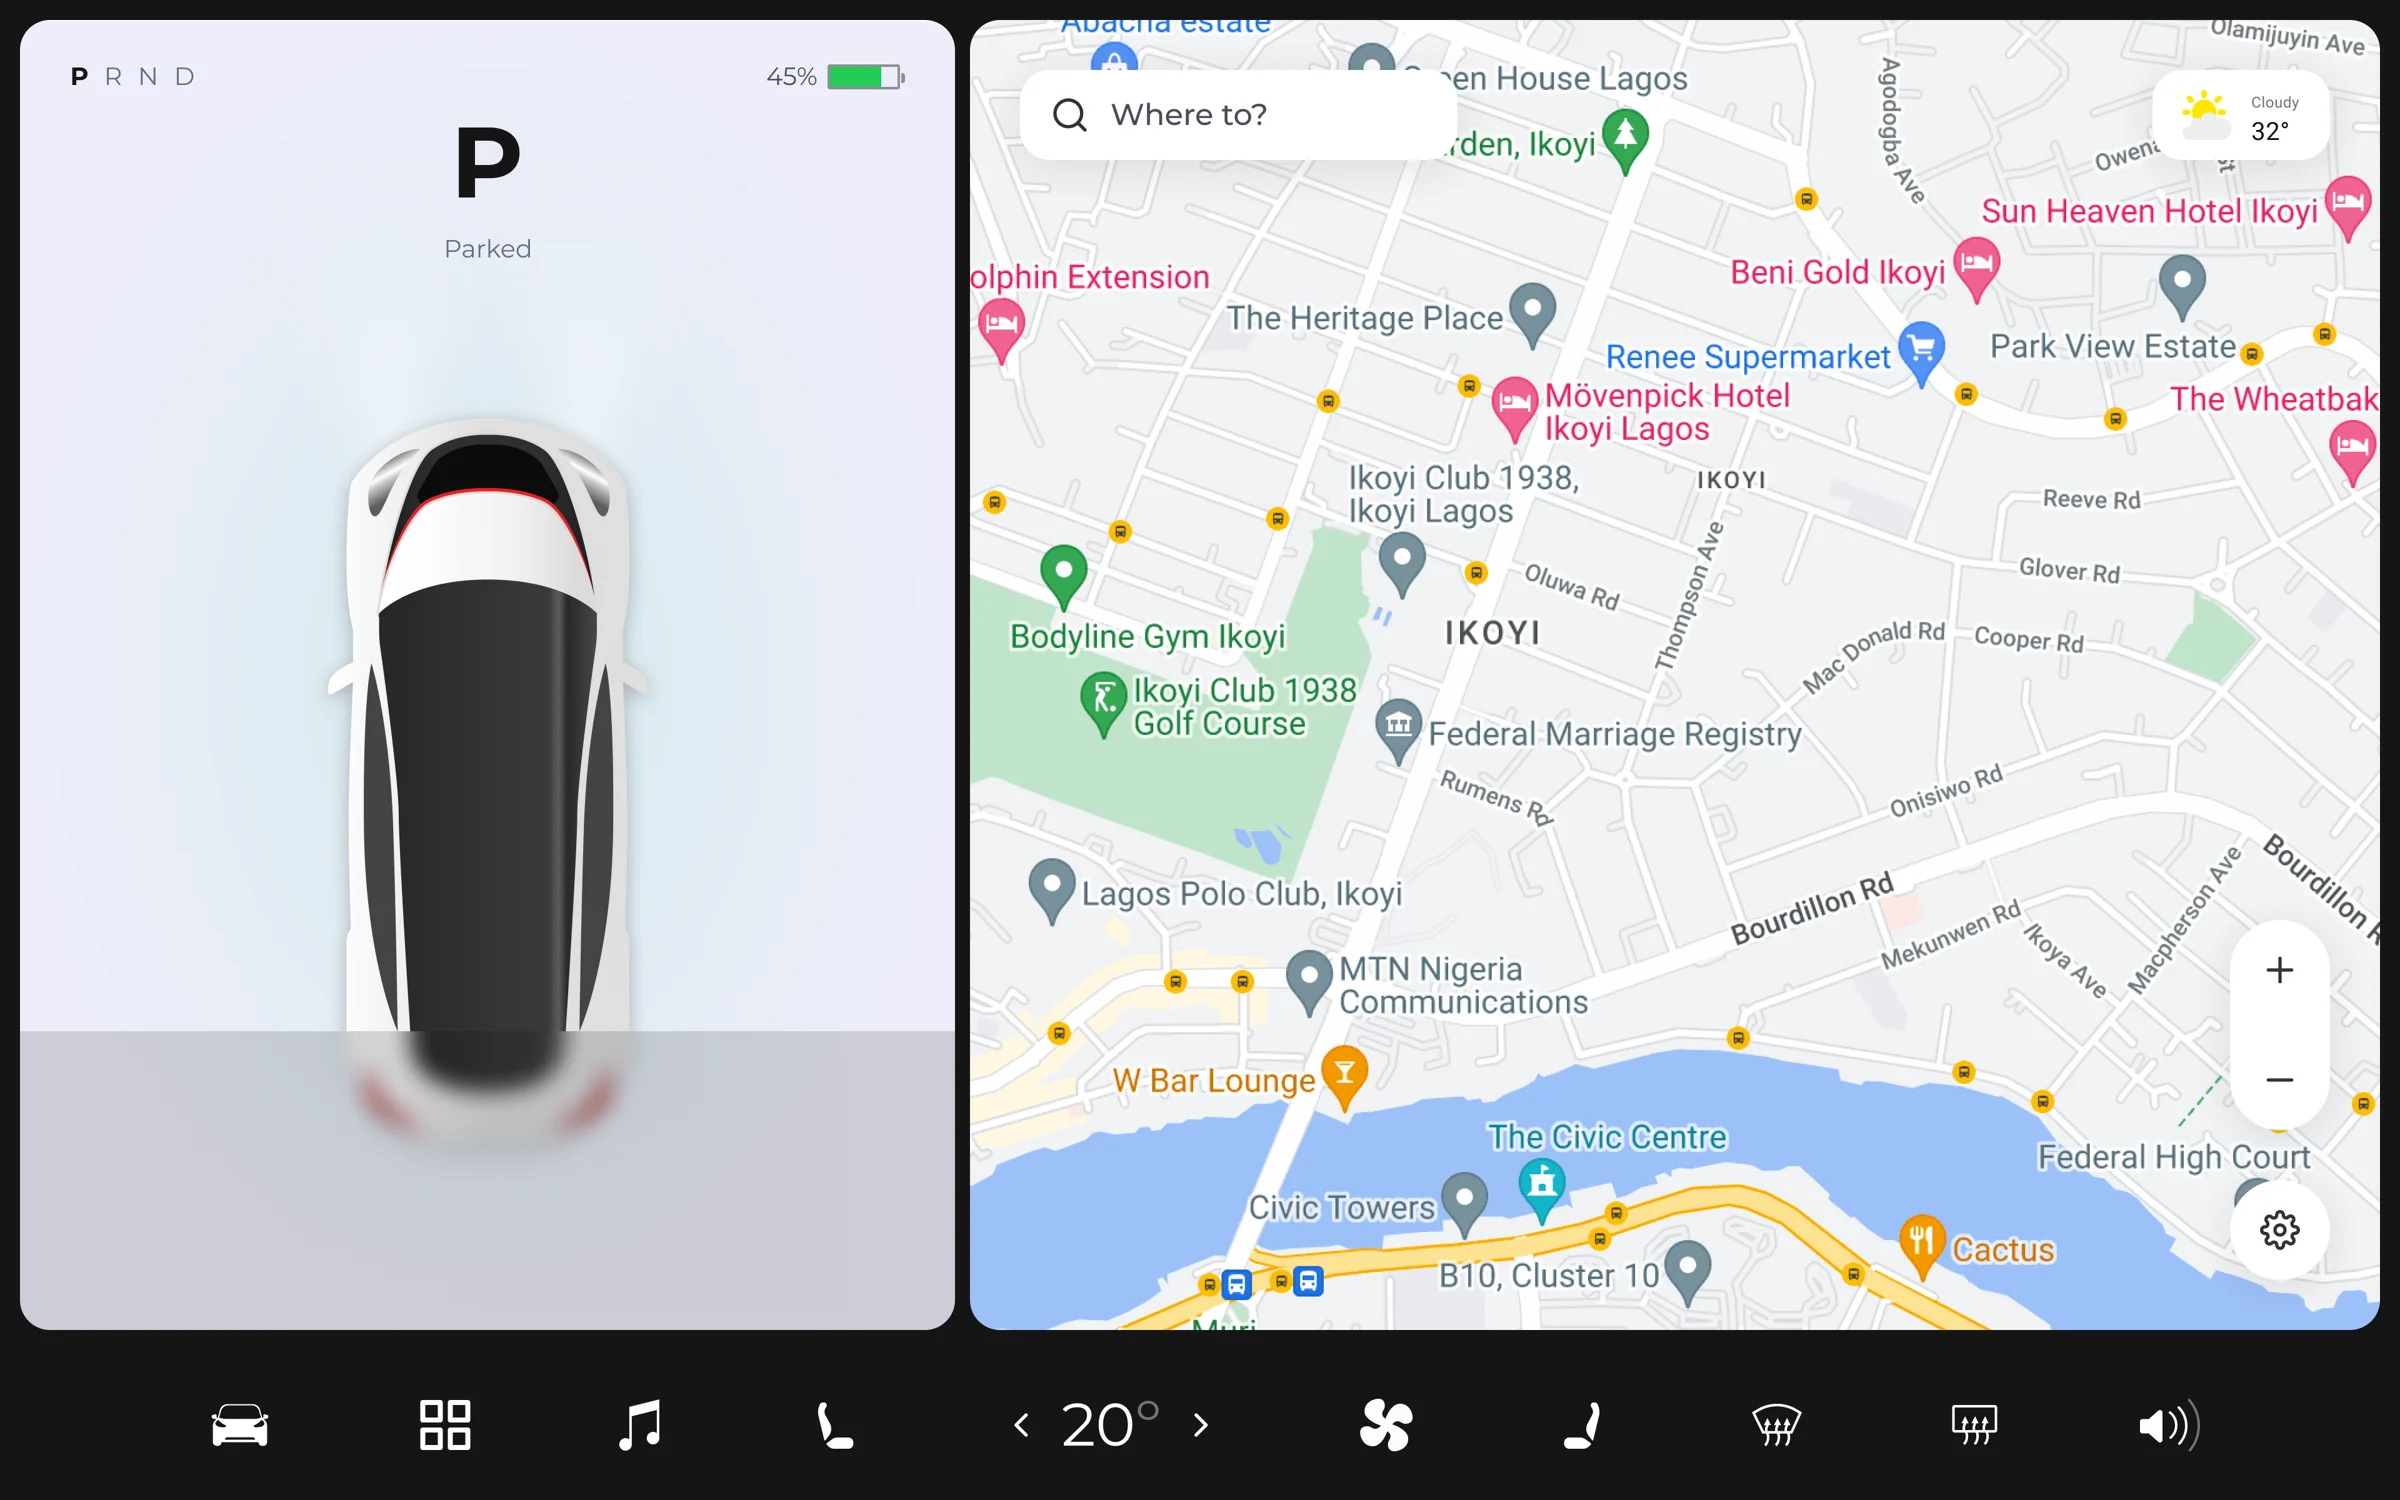 P R N D
45%
P
Parked
Abacha estate
Where to?
en House Lagos
rden, Ikoyi
Olamijuyin Ave
Agodogba Ave
Cloudy
32°
Sun Heaven Hotel Ikoyi
olphin Extension
Beni Gold Ikoyi
The Heritage Place
Renee Supermarket
Park View Estate
Mövenpick Hotel
Ikoyi Lagos
The Wheatbak
Ikoyi Club 1938,
Ikoyi Lagos
IKOYI
Reeve Rd
Glover Rd
Oluwa Rd
Thompson Ave
Bodyline Gym Ikoyi
IKOYI
Mac Donald Rd
Cooper Rd
Ikoyi Club 1938
Golf Course
Federal Marriage Registry
Rumens Rd
Onisiwo Rd
Lagos Polo Club, Ikoyi
Bourdillon Rd
Bourdillon R
Mekunwen Rd
Ikoya Ave
Macpherson Ave
MTN Nigeria
Communications
W Bar Lounge
The Civic Centre
Civic Towers
Federal High Court
B10, Cluster 10
Cactus
20°